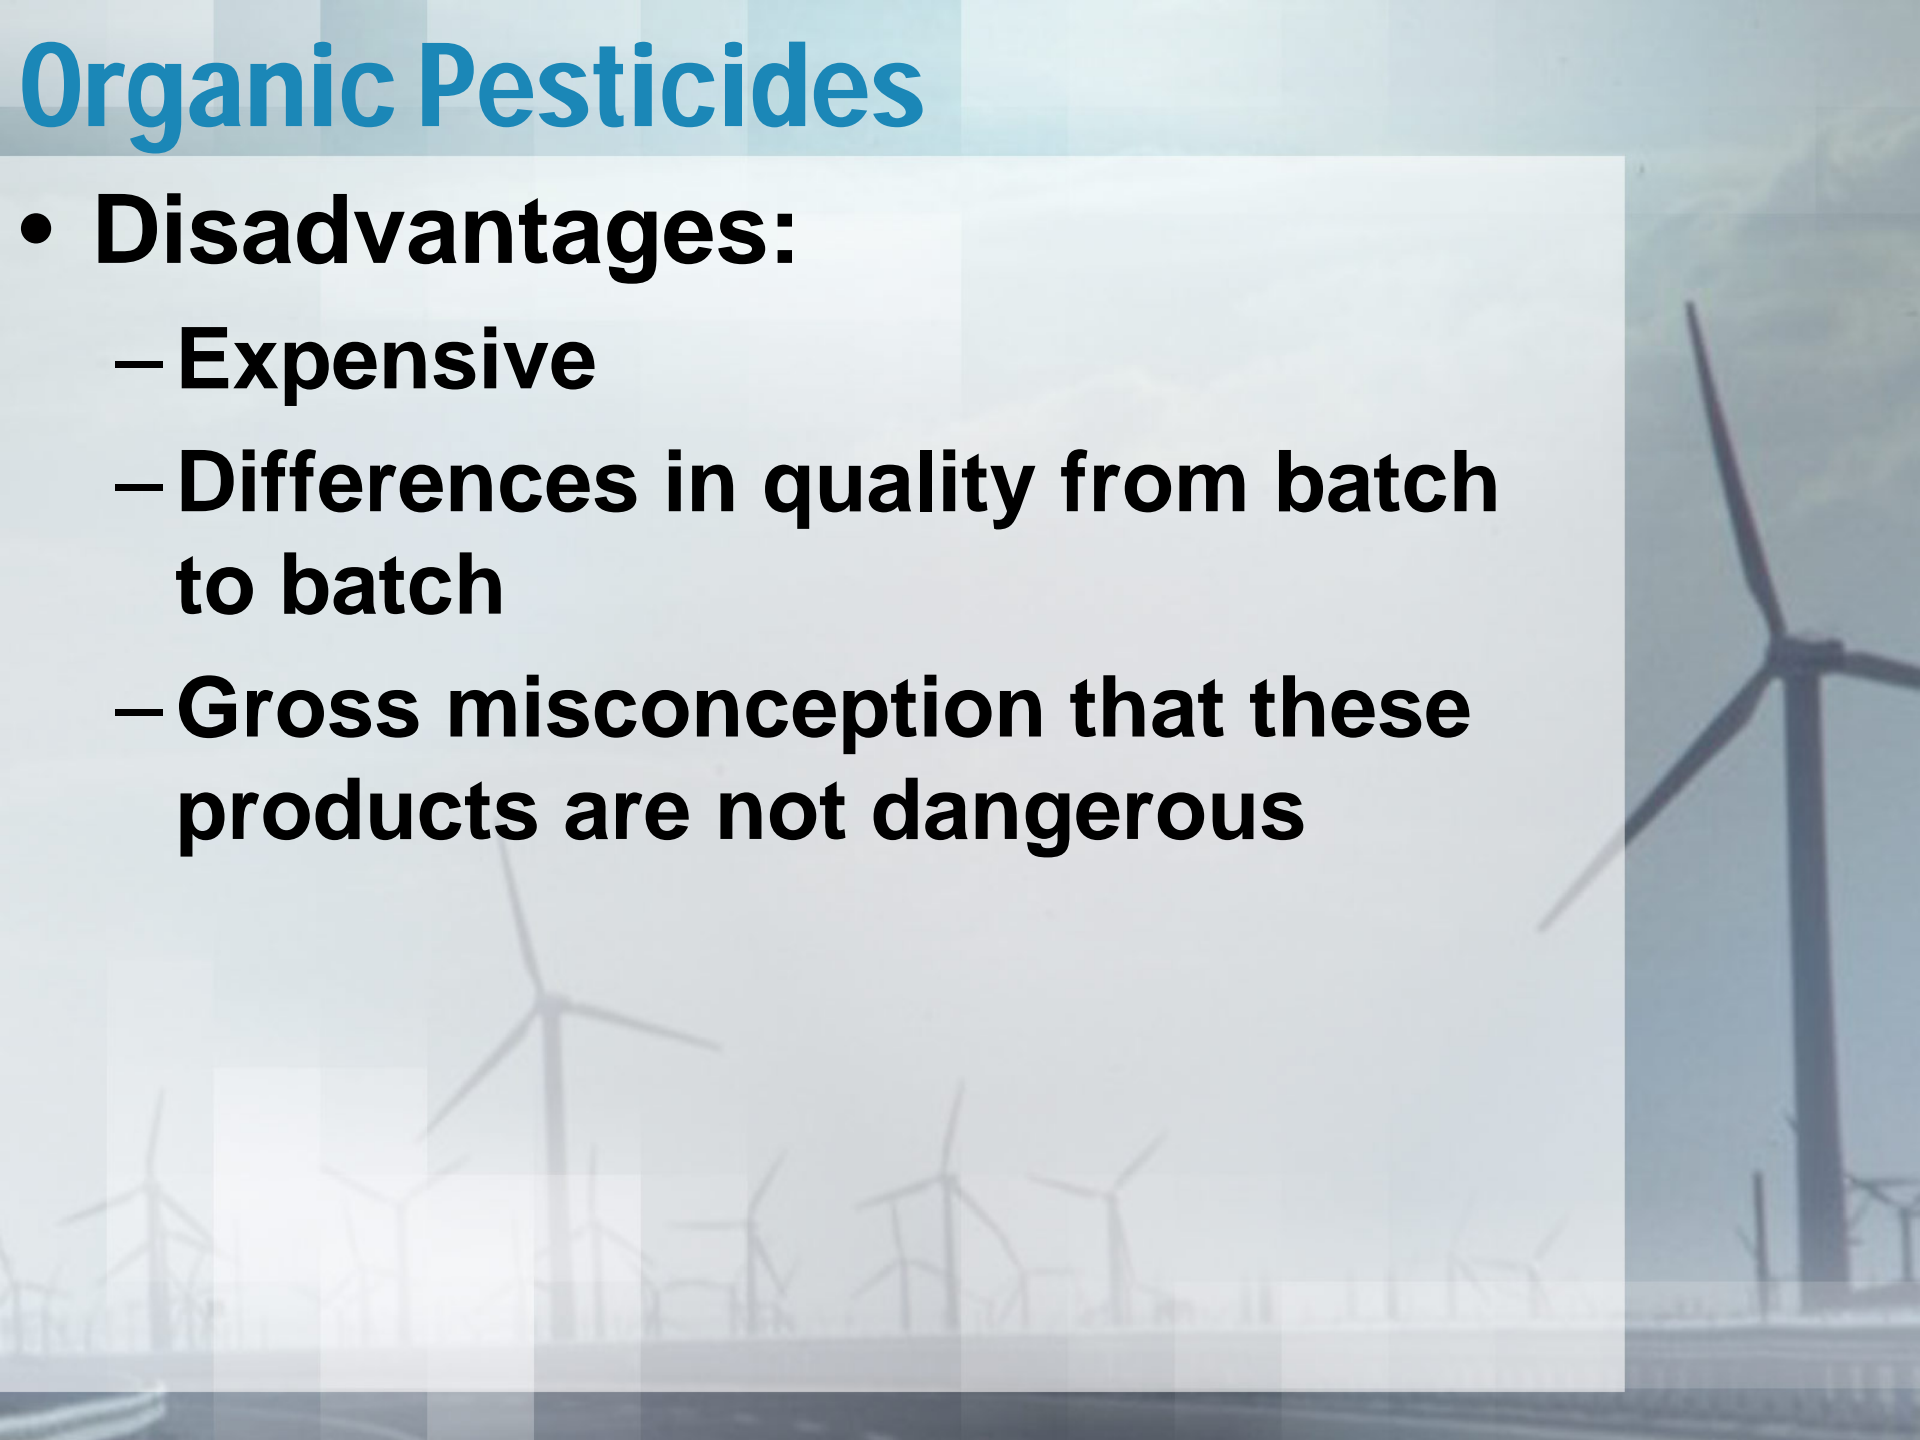 Organic Pesticides
• Disadvantages:
– Expensive
– Differences in quality from batch
to batch
– Gross misconception that these
products are not dangerous